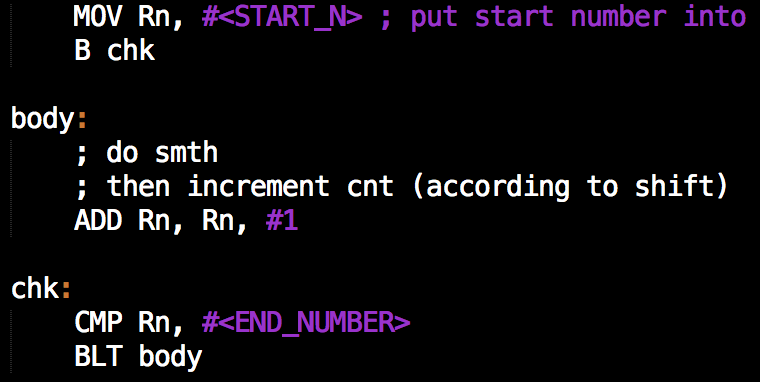 MOV Rn, #<START_N> ; put start number into
B chk
body:
; do smth
; then increment cnt (according to shift)
ADD Rn, Rn, #1
chk:
CMP Rn, #<END_NUMBER>
BLT body